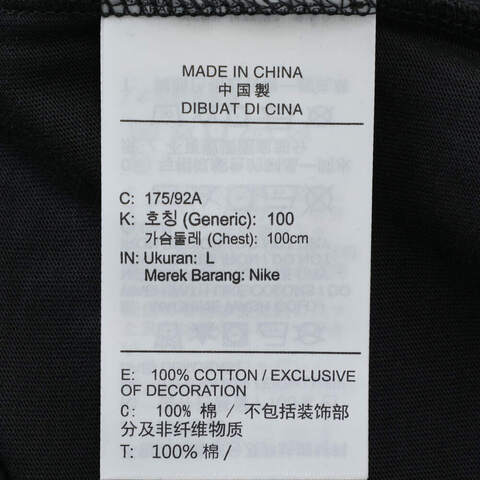 MADE IN CHINA
中国製
DIBUAT DI CINA
C: 175/92A
K: 호칭 (Generic): 100
가슴둘레 (Chest): 100cm
IN: Ukuran: L
Merek Barang: Nike
E: 100% COTTON / EXCLUSIVE
OF DECORATION
C: 100% 棉 / 不包括装饰部
分及非纤维物质
T: 100% 棉 /